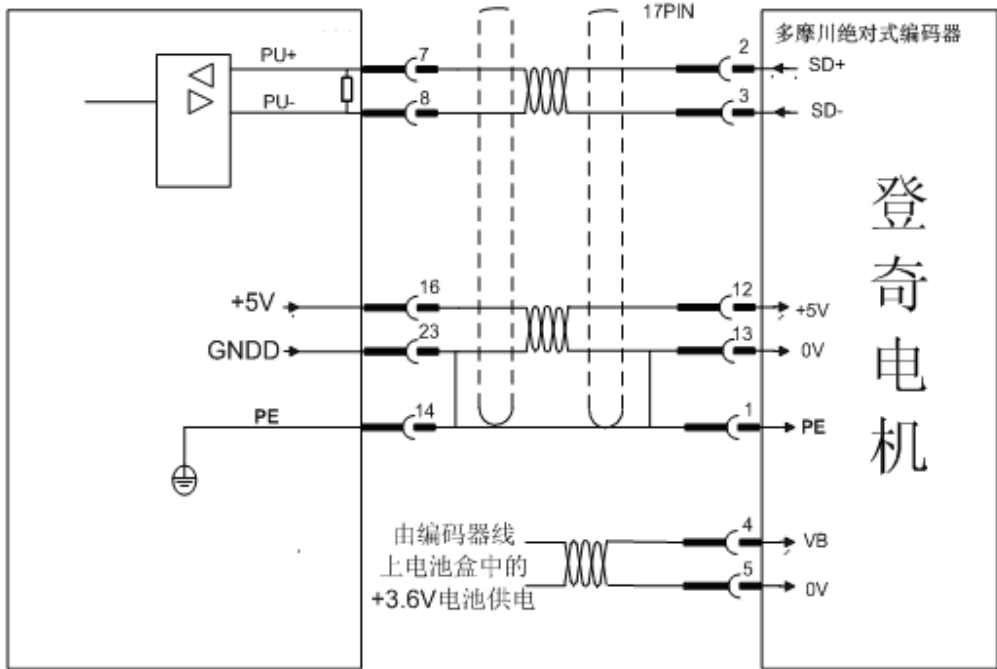 17PIN
多摩川绝对式编码器
PU+ 7 2 SD+
PU- 8 3 SD-
登奇电机
+5V 16 12 +5V
GNDD 23 13 0V
PE 14 1 PE
由编码器线
上电池盒中的
+3.6V电池供电
4 VB
5 0V